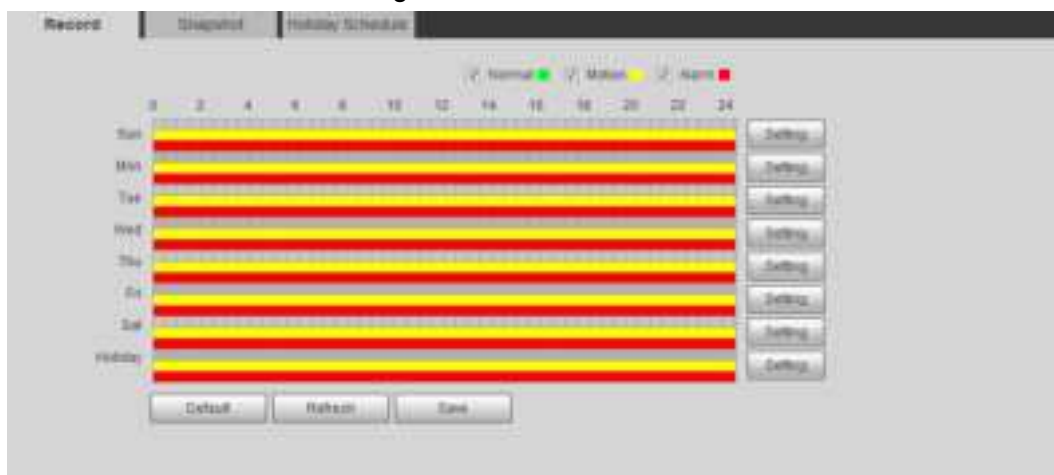 Record Snapshot Holiday Schedule
Normal Motion Alarm
0 2 4 6 8 10 12 14 16 18 20 22 24
Sun Setting
Mon Setting
Tue Setting
Wed Setting
Thu Setting
Fri Setting
Sat Setting
Holiday Setting
Default Refresh Save